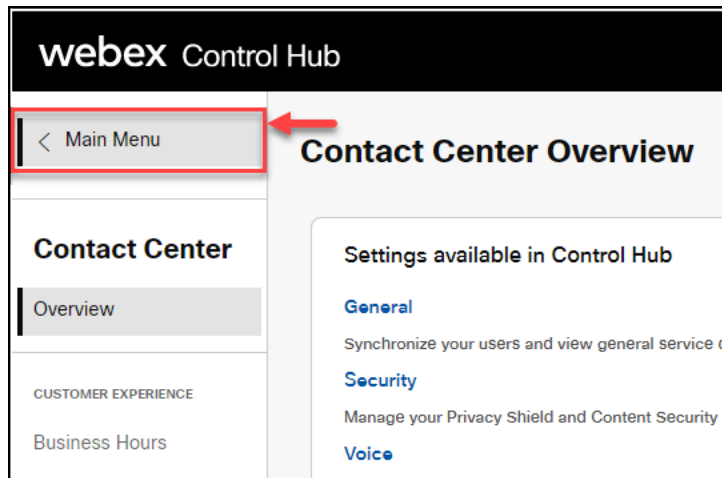 webex Control Hub
Main Menu
Contact Center Overview
Contact Center
Overview
CUSTOMER EXPERIENCE
Business Hours
Settings available in Control Hub
General
Synchronize your users and view general service
Security
Manage your Privacy Shield and Content Security
Voice